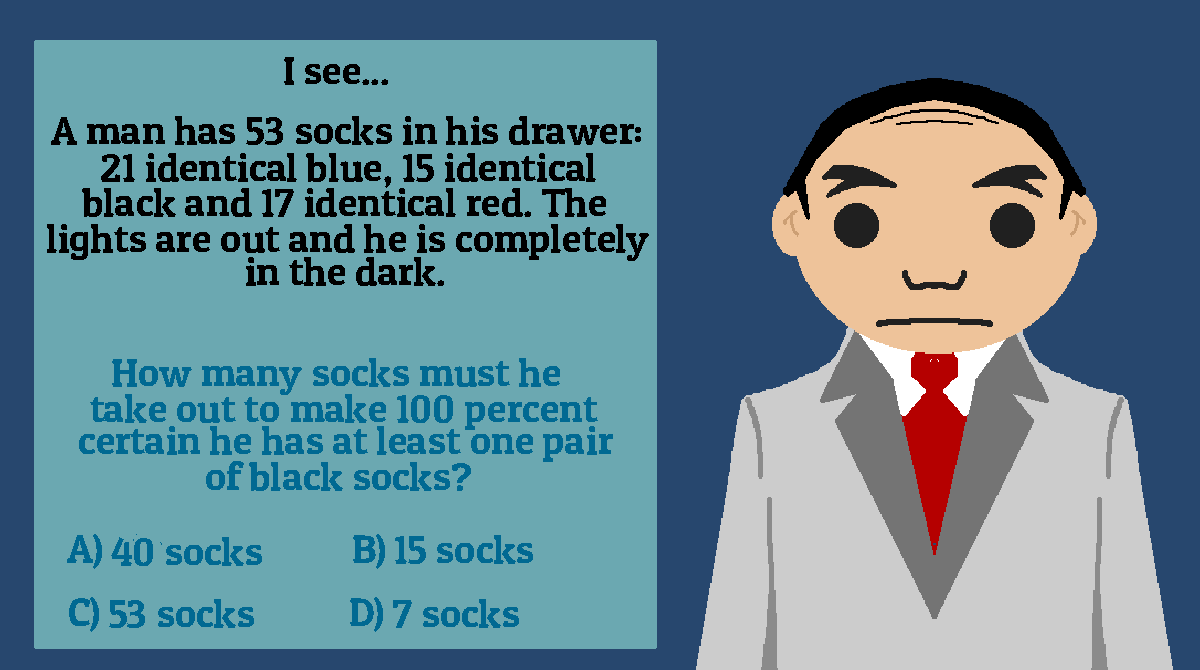 I see...
A man has 53 socks in his drawer:
21 identical blue, 15 identical
black and 17 identical red. The
lights are out and he is completely
in the dark.
How many socks must he
take out to make 100 percent
certain he has at least one pair
of black socks?
A) 40 socks B) 15 socks
C) 53 socks D) 7 socks